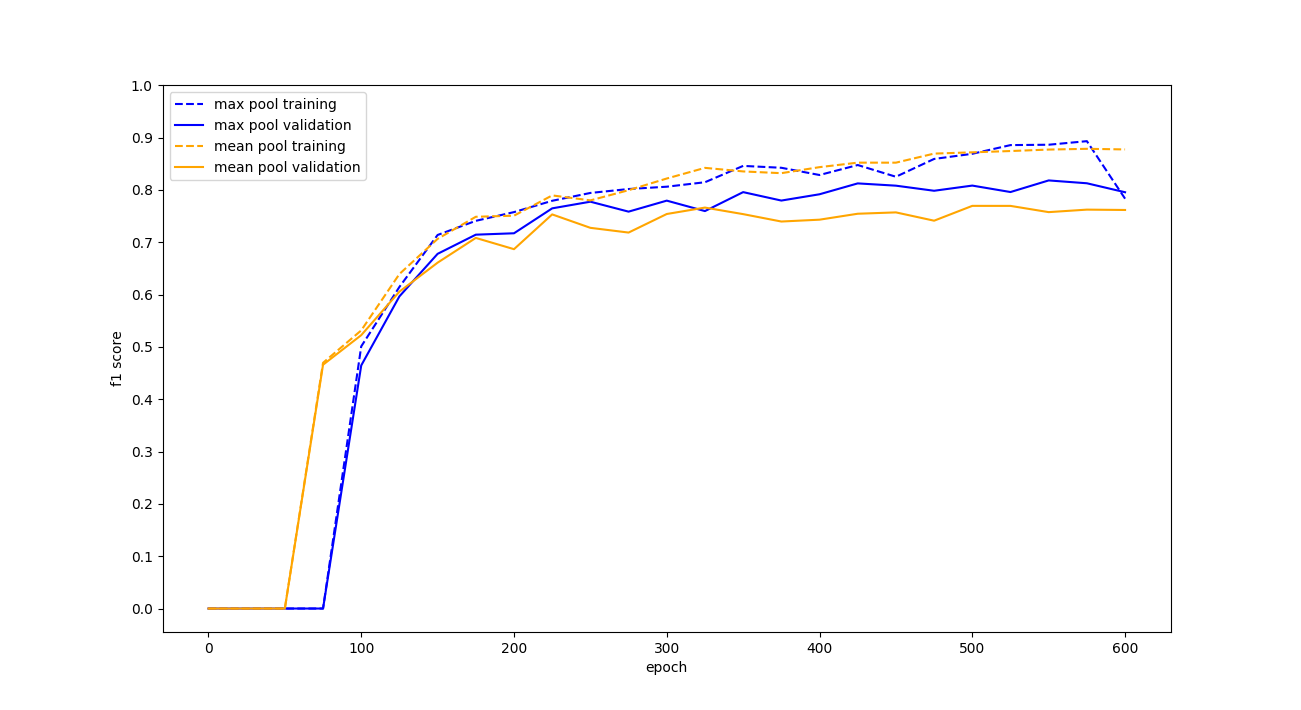 1.0
0.9
0.8
0.7
0.6
0.5
0.4
0.3
0.2
0.1
0.0
f1 score
max pool training
max pool validation
mean pool training
mean pool validation
0 100 200 300 400 500 600
epoch